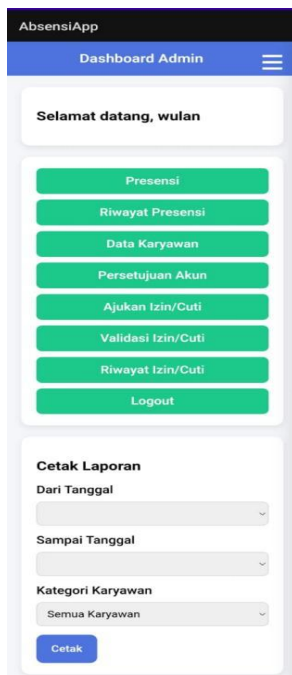 AbsensiApp
Dashboard Admin
Selamat datang, wulan
Presensi
Riwayat Presensi
Data Karyawan
Persetujuan Akun
Ajukan Izin/Cuti
Validasi Izin/Cuti
Riwayat Izin/Cuti
Logout
Cetak Laporan
Dari Tanggal
Sampai Tanggal
Kategori Karyawan
Semua Karyawan
Cetak